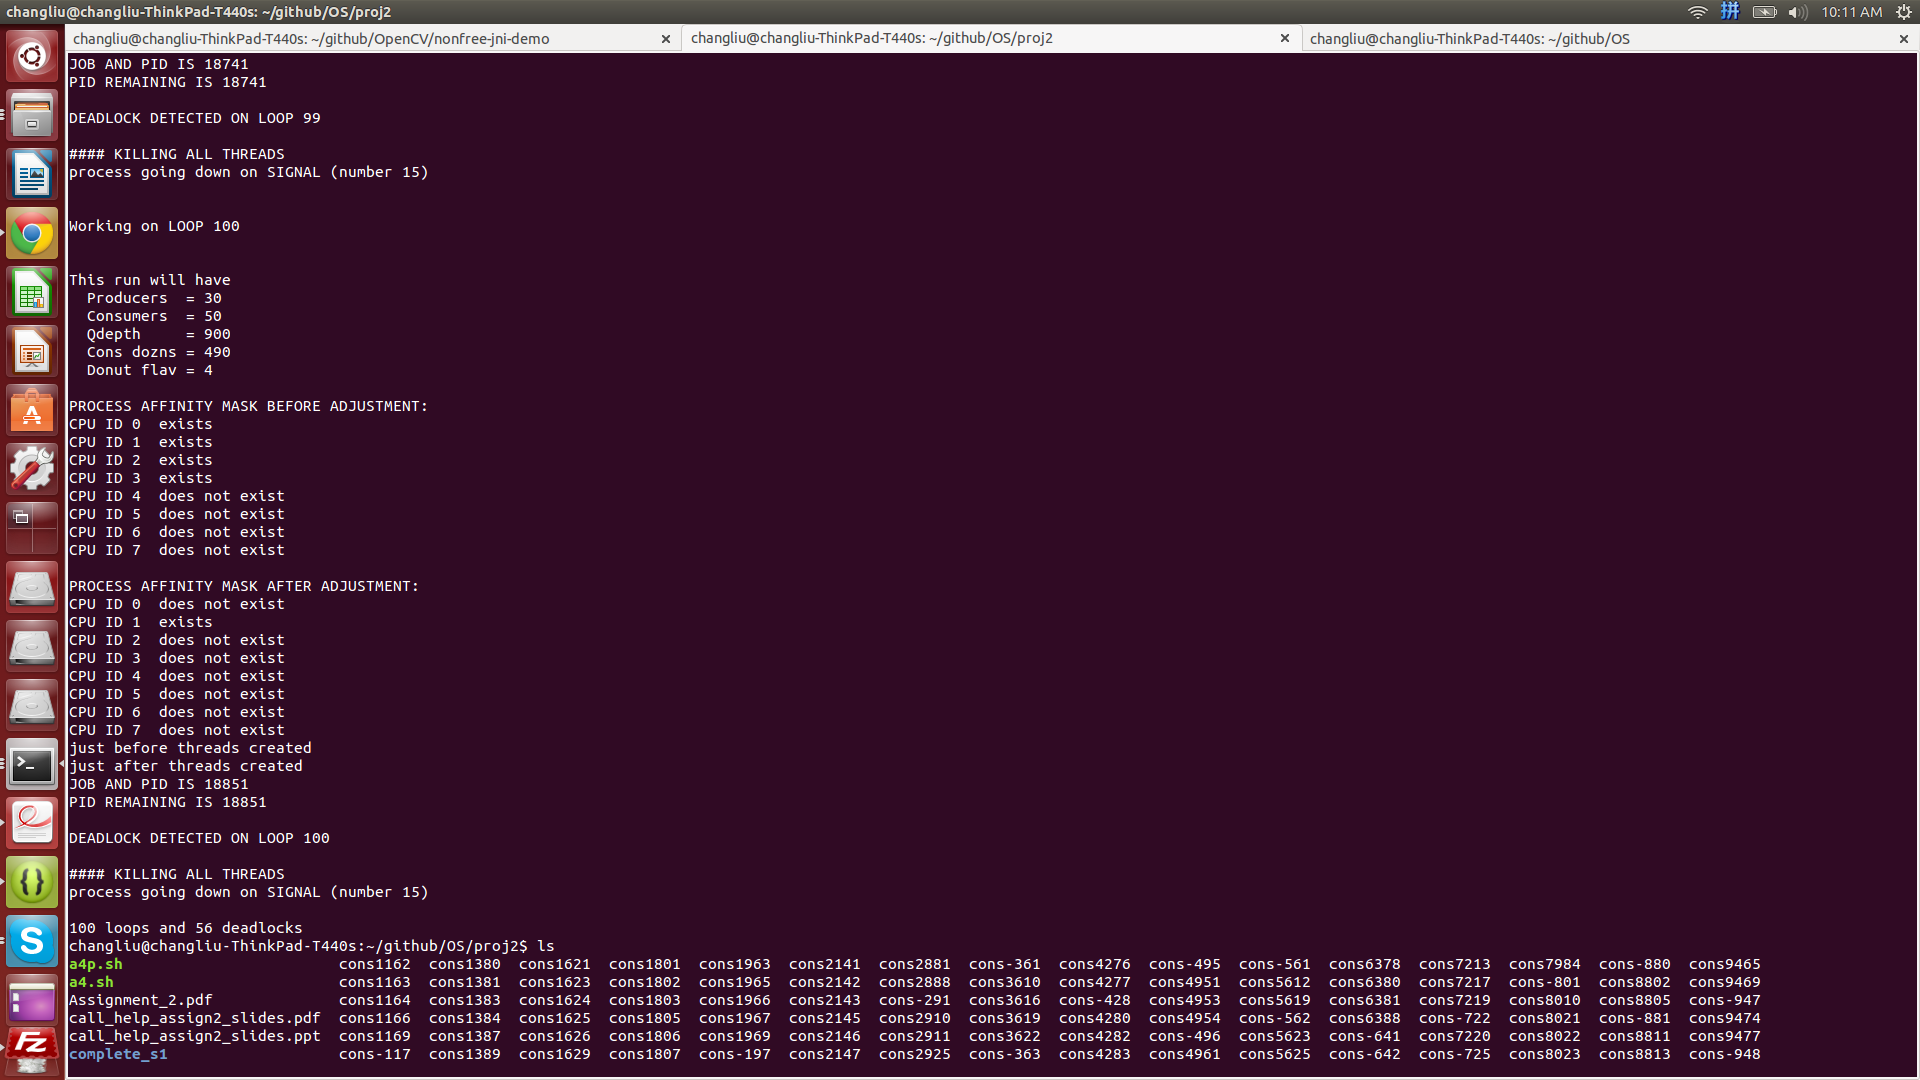 changliu@changliu-ThinkPad-T440s: ~/github/OS/proj2
拼
10:11 AM
changliu@changliu-ThinkPad-T440s: ~/github/OpenCV/nonfree-jni-demo
changliu@changliu-ThinkPad-T440s: ~/github/OS/proj2
changliu@changliu-ThinkPad-T440s: ~/github/OS
JOB AND PID IS 18741
PID REMAINING IS 18741
DEADLOCK DETECTED ON LOOP 99
#### KILLING ALL THREADS
process going down on SIGNAL (number 15)
Working on LOOP 100
This run will have
Producers  = 30
Consumers  = 50
Qdepth     = 900
Cons dozns = 490
Donut flav = 4
PROCESS AFFINITY MASK BEFORE ADJUSTMENT:
CPU ID 0  exists
CPU ID 1  exists
CPU ID 2  exists
CPU ID 3  exists
CPU ID 4  does not exist
CPU ID 5  does not exist
CPU ID 6  does not exist
CPU ID 7  does not exist
PROCESS AFFINITY MASK AFTER ADJUSTMENT:
CPU ID 0  does not exist
CPU ID 1  exists
CPU ID 2  does not exist
CPU ID 3  does not exist
CPU ID 4  does not exist
CPU ID 5  does not exist
CPU ID 6  does not exist
CPU ID 7  does not exist
just before threads created
just after threads created
JOB AND PID IS 18851
PID REMAINING IS 18851
DEADLOCK DETECTED ON LOOP 100
#### KILLING ALL THREADS
process going down on SIGNAL (number 15)
100 loops and 56 deadlocks
changliu@changliu-ThinkPad-T440s:~/github/OS/proj2$ ls
a4p.sh cons1162 cons1380 cons1621 cons1801 cons1963 cons2141 cons2881 cons-361 cons4276 cons-495 cons-561 cons6378 cons7213 cons7984 cons-880 cons9465
a4.sh cons1163 cons1381 cons1623 cons1802 cons1965 cons2142 cons2888 cons3610 cons4277 cons4951 cons5612 cons6380 cons7217 cons-801 cons8802 cons9469
Assignment_2.pdf cons1164 cons1383 cons1624 cons1803 cons1966 cons2143 cons-291 cons3616 cons-428 cons4953 cons5619 cons6381 cons7219 cons8010 cons8805 cons-947
call_help_assign2_slides.pdf cons1166 cons1384 cons1625 cons1805 cons1967 cons2145 cons2910 cons3619 cons4280 cons4954 cons-562 cons6388 cons-722 cons8021 cons-881 cons9474
call_help_assign2_slides.ppt cons1169 cons1387 cons1626 cons1806 cons1969 cons2146 cons2911 cons3622 cons4282 cons-496 cons5623 cons-641 cons7220 cons8022 cons8811 cons9477
complete_s1 cons-117 cons1389 cons1629 cons1807 cons-197 cons2147 cons2925 cons-363 cons4283 cons4961 cons5625 cons-642 cons-725 cons8023 cons8813 cons-948